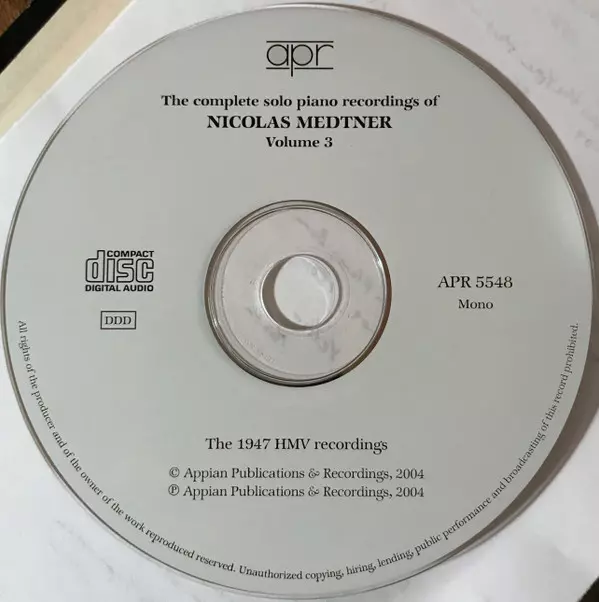 apr
The complete solo piano recordings of
NICOLAS MEDTNER
Volume 3
COMPACT
disc
DIGITAL AUDIO
DDD
APR 5548
Mono
The 1947 HMV recordings
© Appian Publications & Recordings, 2004
℗ Appian Publications & Recordings, 2004
All rights of the producer and of the owner of the work reproduced reserved. Unauthorized copying, hiring, lending, public performance and broadcasting of this record prohibited.